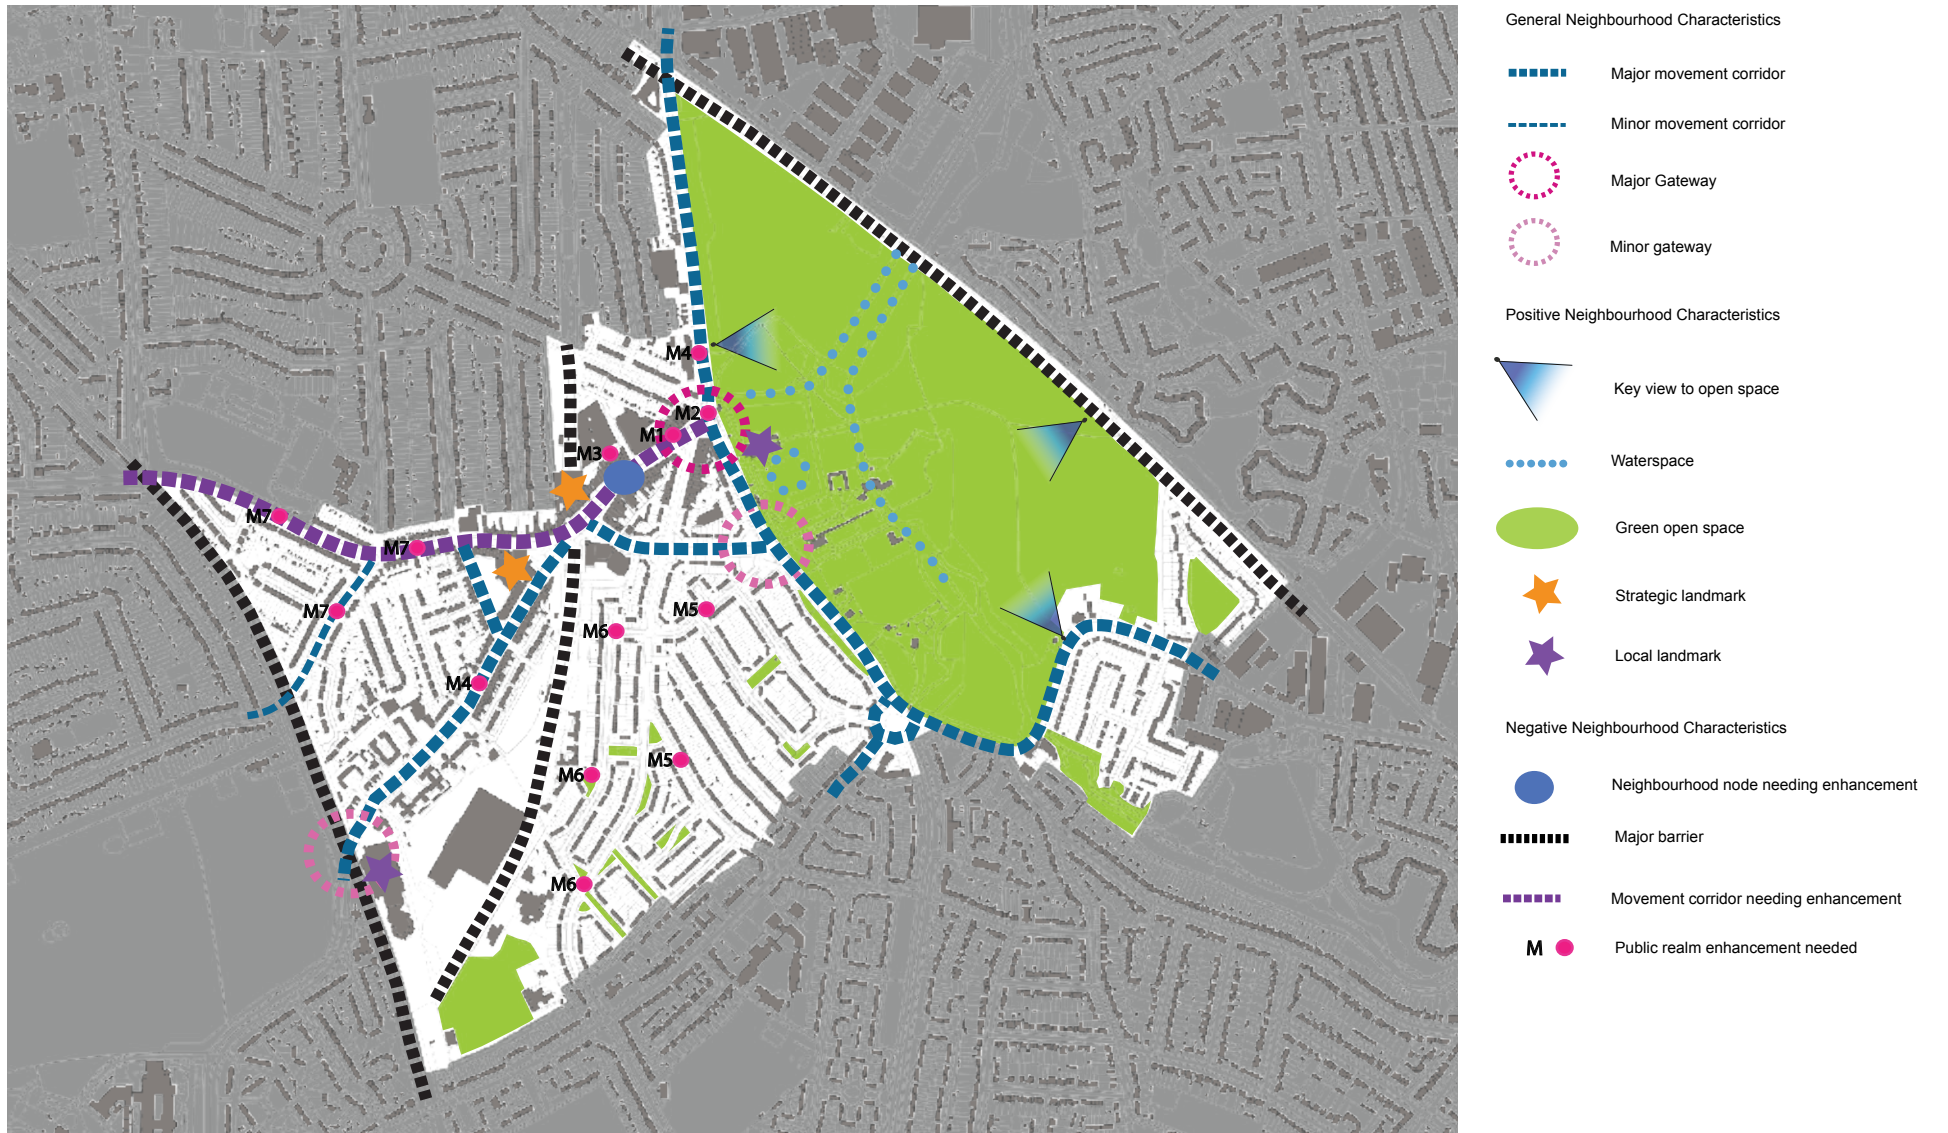 General Neighbourhood Characteristics
Major movement corridor
Minor movement corridor
Major Gateway
Minor gateway
Positive Neighbourhood Characteristics
Key view to open space
Waterspace
Green open space
Strategic landmark
Local landmark
Negative Neighbourhood Characteristics
Neighbourhood node needing enhancement
Major barrier
Movement corridor needing enhancement
M Public realm enhancement needed
M4
M2
M1
M3
M7
M7
M7
M5
M6
M4
M5
M6
M6